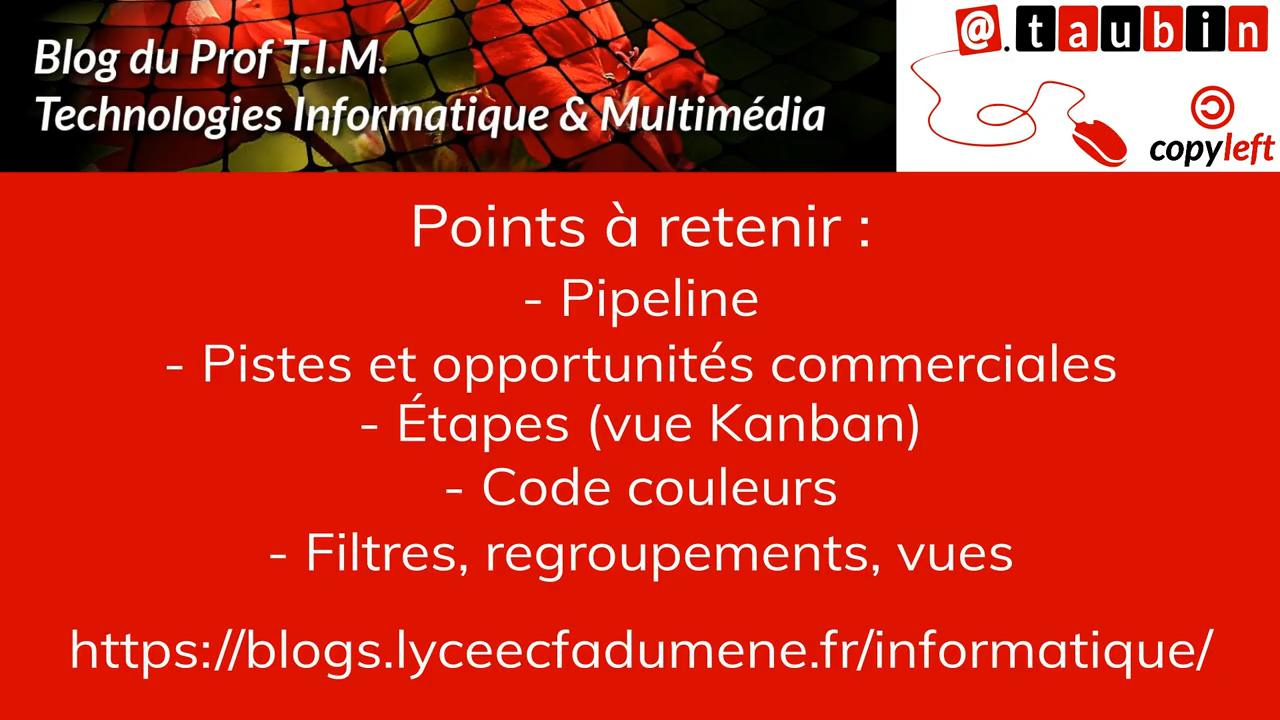 Blog du Prof T.I.M.
Technologies Informatique & Multimédia
@.taubin
copyleft
Points à retenir :
- Pipeline
- Pistes et opportunités commerciales
- Étapes (vue Kanban)
- Code couleurs
- Filtres, regroupements, vues
https://blogs.lyceecfadumene.fr/informatique/